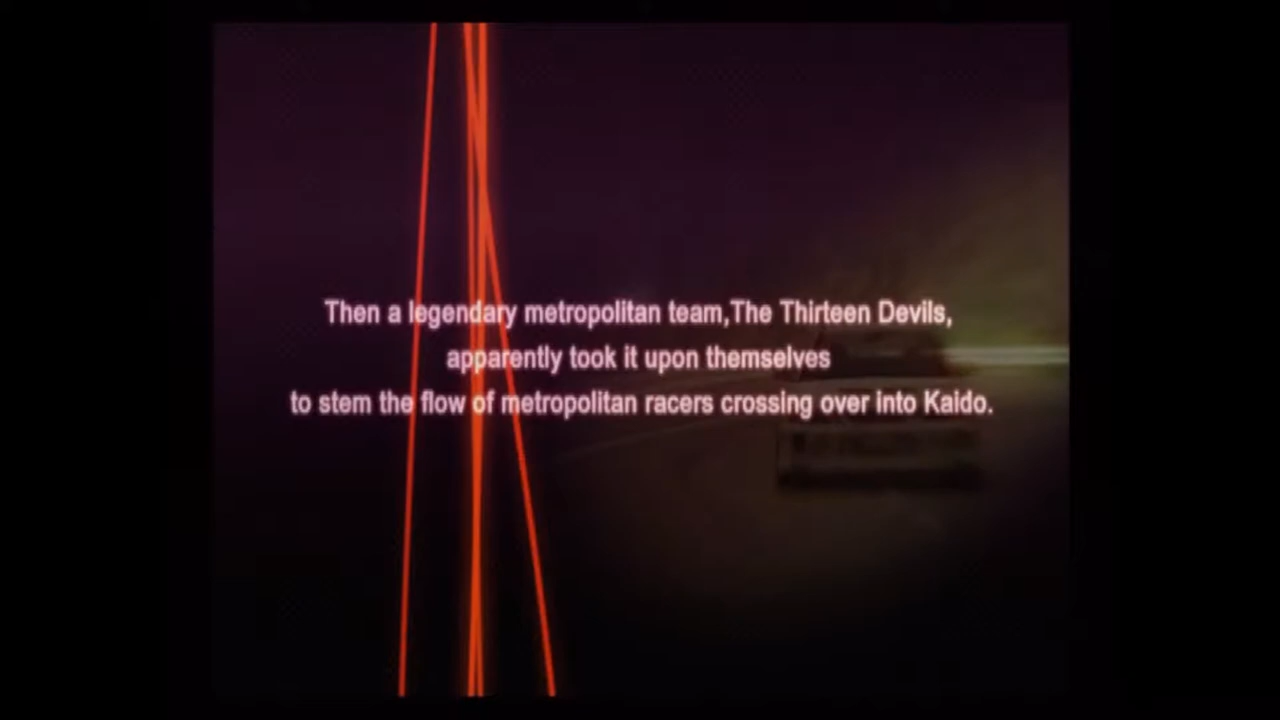 Then a legendary metropolitan team,The Thirteen Devils,
apparently took it upon themselves
to stem the flow of metropolitan racers crossing over into Kaido.